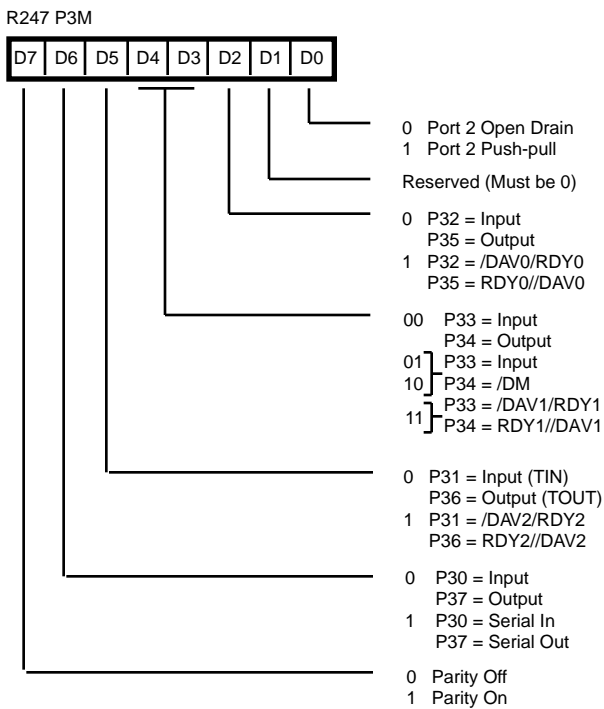 R247 P3M
D7 D6 D5 D4 D3 D2 D1 D0
0 Port 2 Open Drain
1 Port 2 Push-pull
Reserved (Must be 0)
0 P32 = Input
P35 = Output
1 P32 = /DAV0/RDY0
P35 = RDY0//DAV0
00 P33 = Input
P34 = Output
01 P33 = Input
10 P34 = /DM
P33 = /DAV1/RDY1
11
P34 = RDY1//DAV1
0 P31 = Input (TIN)
P36 = Output (TOUT)
1 P31 = /DAV2/RDY2
P36 = RDY2//DAV2
0 P30 = Input
P37 = Output
1 P30 = Serial In
P37 = Serial Out
0 Parity Off
1 Parity On